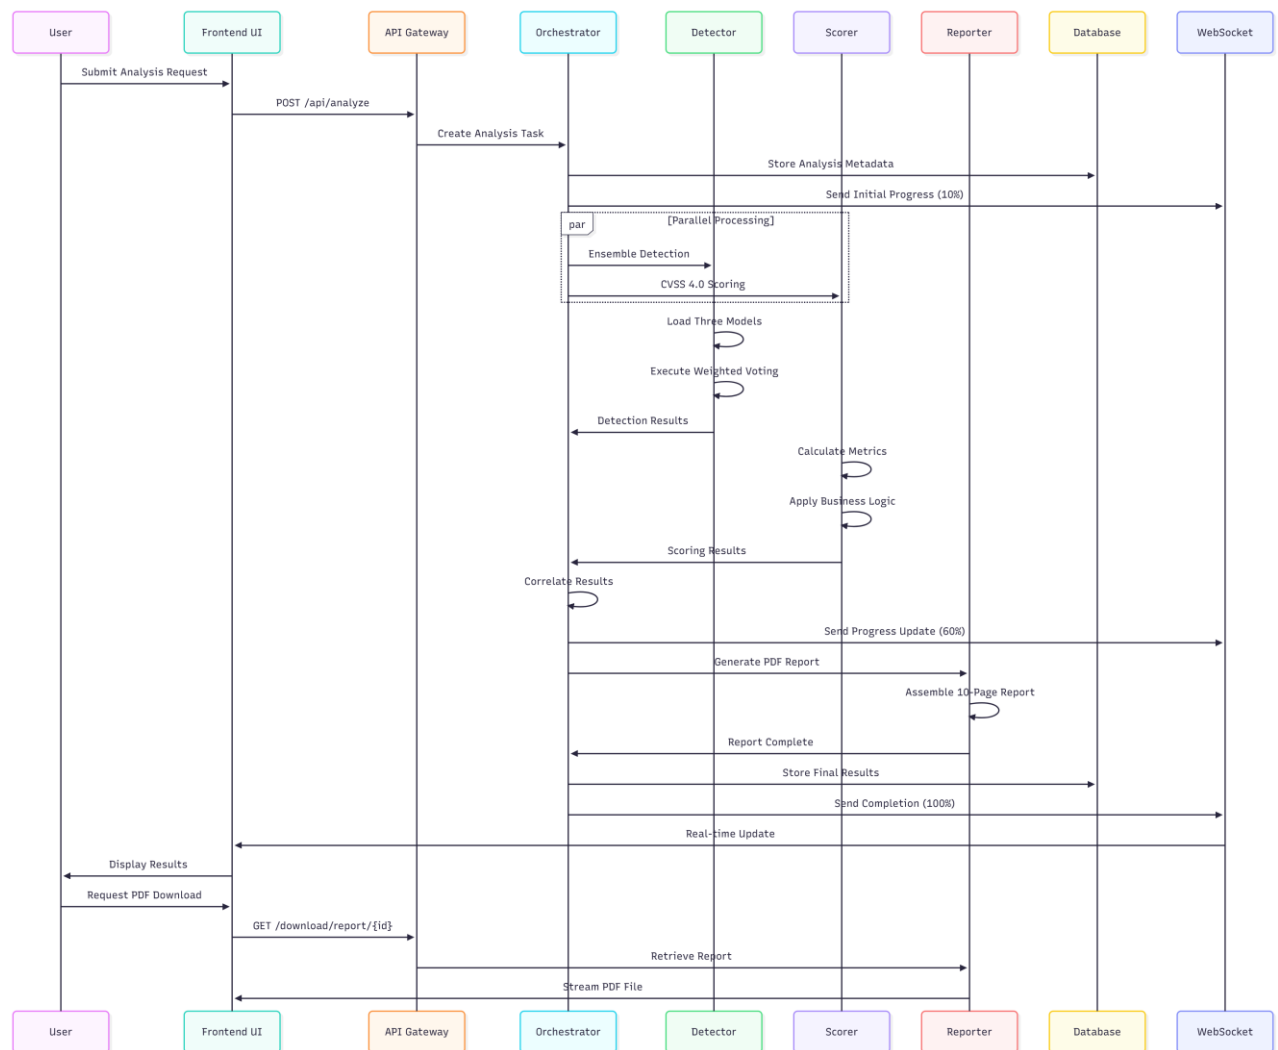 User
Frontend UI
API Gateway
Orchestrator
Detector
Scorer
Reporter
Database
WebSocket
Submit Analysis Request
POST /api/analyze
Create Analysis Task
Store Analysis Metadata
Send Initial Progress (10%)
par
[Parallel Processing]
Ensemble Detection
CVSS 4.0 Scoring
Load Three Models
Execute Weighted Voting
Detection Results
Calculate Metrics
Apply Business Logic
Scoring Results
Correlate Results
Send Progress Update (60%)
Generate PDF Report
Assemble 10-Page Report
Report Complete
Store Final Results
Send Completion (100%)
Real-time Update
Display Results
Request PDF Download
GET /download/report/{id}
Retrieve Report
Stream PDF File
User
Frontend UI
API Gateway
Orchestrator
Detector
Scorer
Reporter
Database
WebSocket